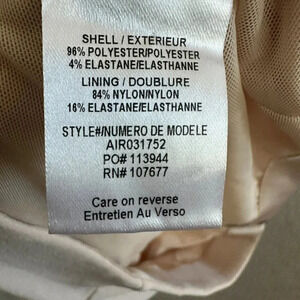 SHELL / EXTERIEUR
96% POLYESTER/POLYESTER
4% ELASTANE/ELASTHANNE
LINING / DOUBLURE
84% NYLON/NYLON
16% ELASTANE/ELASTHANNE
STYLE#/NUMERO DE MODELE
AIR031752
PO# 113944
RN# 107677
Care on reverse
Entretien Au Verso